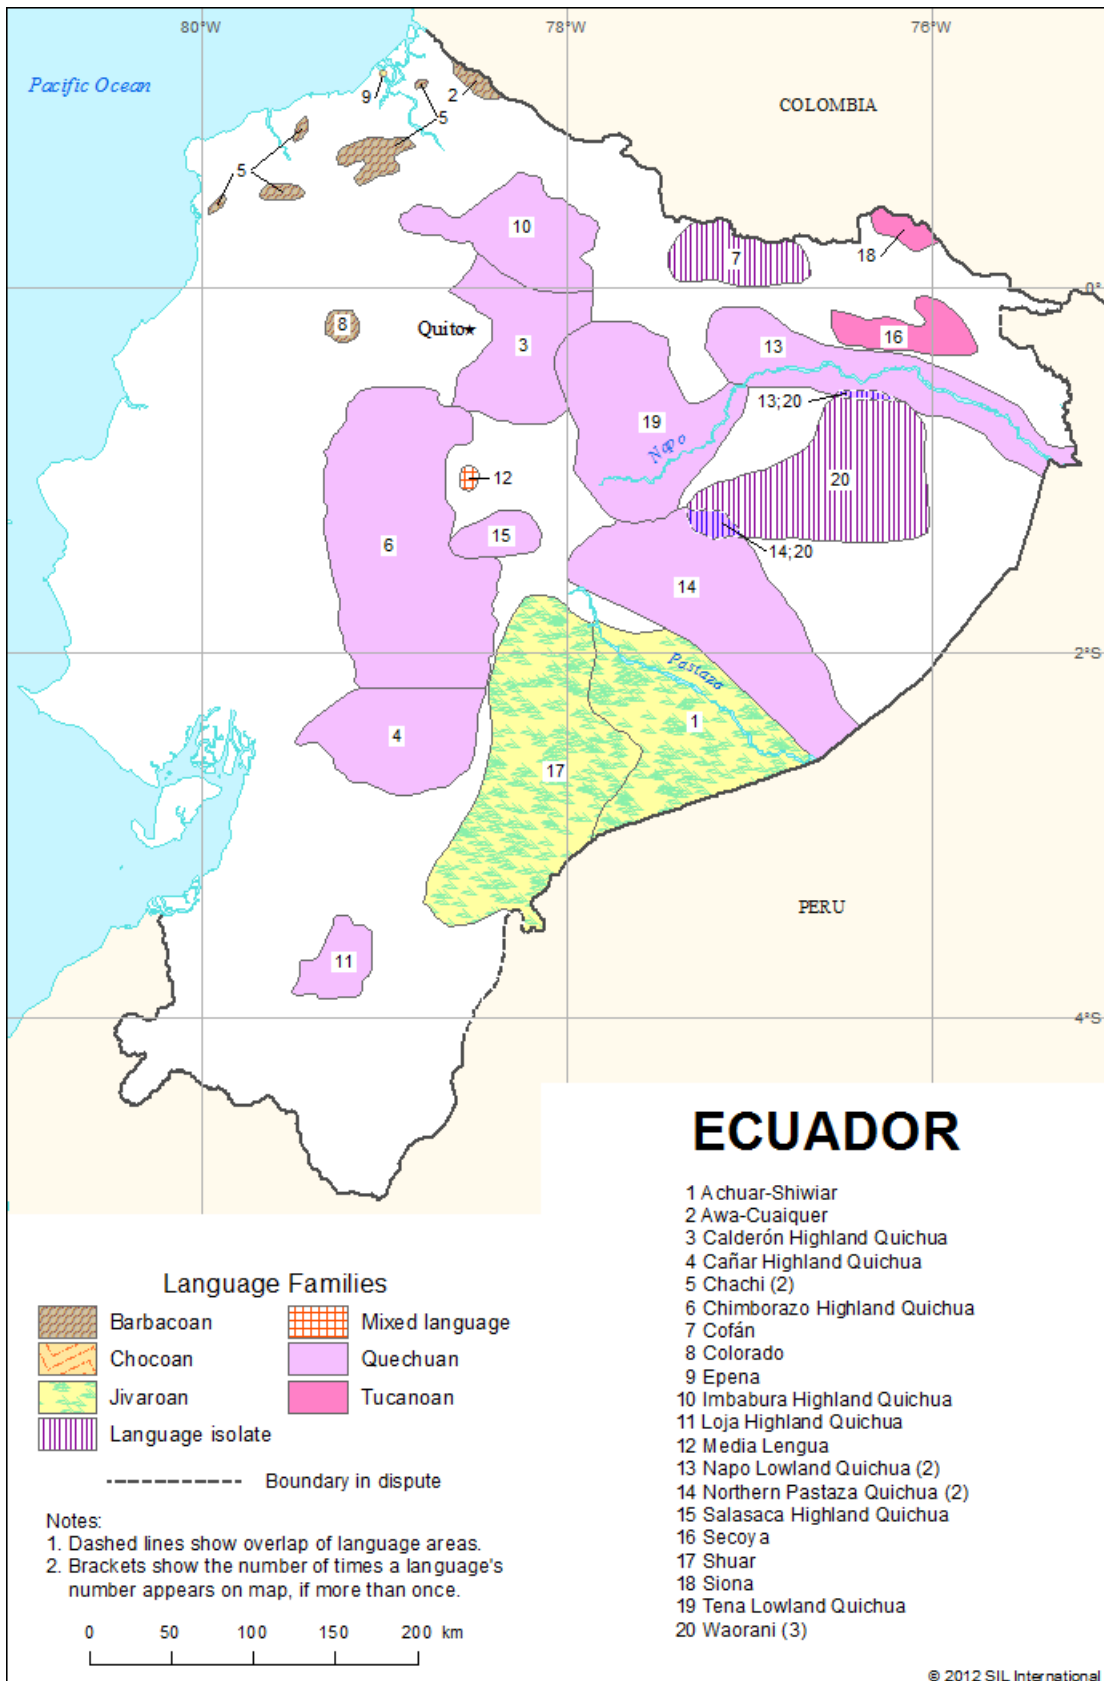 80°W
78°W
76°W
Pacific Ocean
9
2
5
COLOMBIA
5
10
7
18
0°
8
Quito
3
13
16
13;20
19
Napo
12
20
15
6
14;20
14
2°S
Pastaza
4
1
17
PERU
11
4°S
ECUADOR
1 Achuar-Shiwiar
2 Awa-Cuaiquer
3 Calderón Highland Quichua
4 Cañar Highland Quichua
5 Chachi (2)
6 Chimborazo Highland Quichua
7 Cofán
8 Colorado
9 Epena
10 Imbabura Highland Quichua
11 Loja Highland Quichua
12 Media Lengua
13 Napo Lowland Quichua (2)
14 Northern Pastaza Quichua (2)
15 Salasaca Highland Quichua
16 Secoya
17 Shuar
18 Siona
19 Tena Lowland Quichua
20 Waorani (3)
Language Families
Barbacoan
Mixed language
Chocoan
Quechuan
Jivaroan
Tucanoan
Language isolate
Boundary in dispute
Notes:
1. Dashed lines show overlap of language areas.
2. Brackets show the number of times a language's
number appears on map, if more than once.
0 50 100 150 200 km
© 2012 SIL International